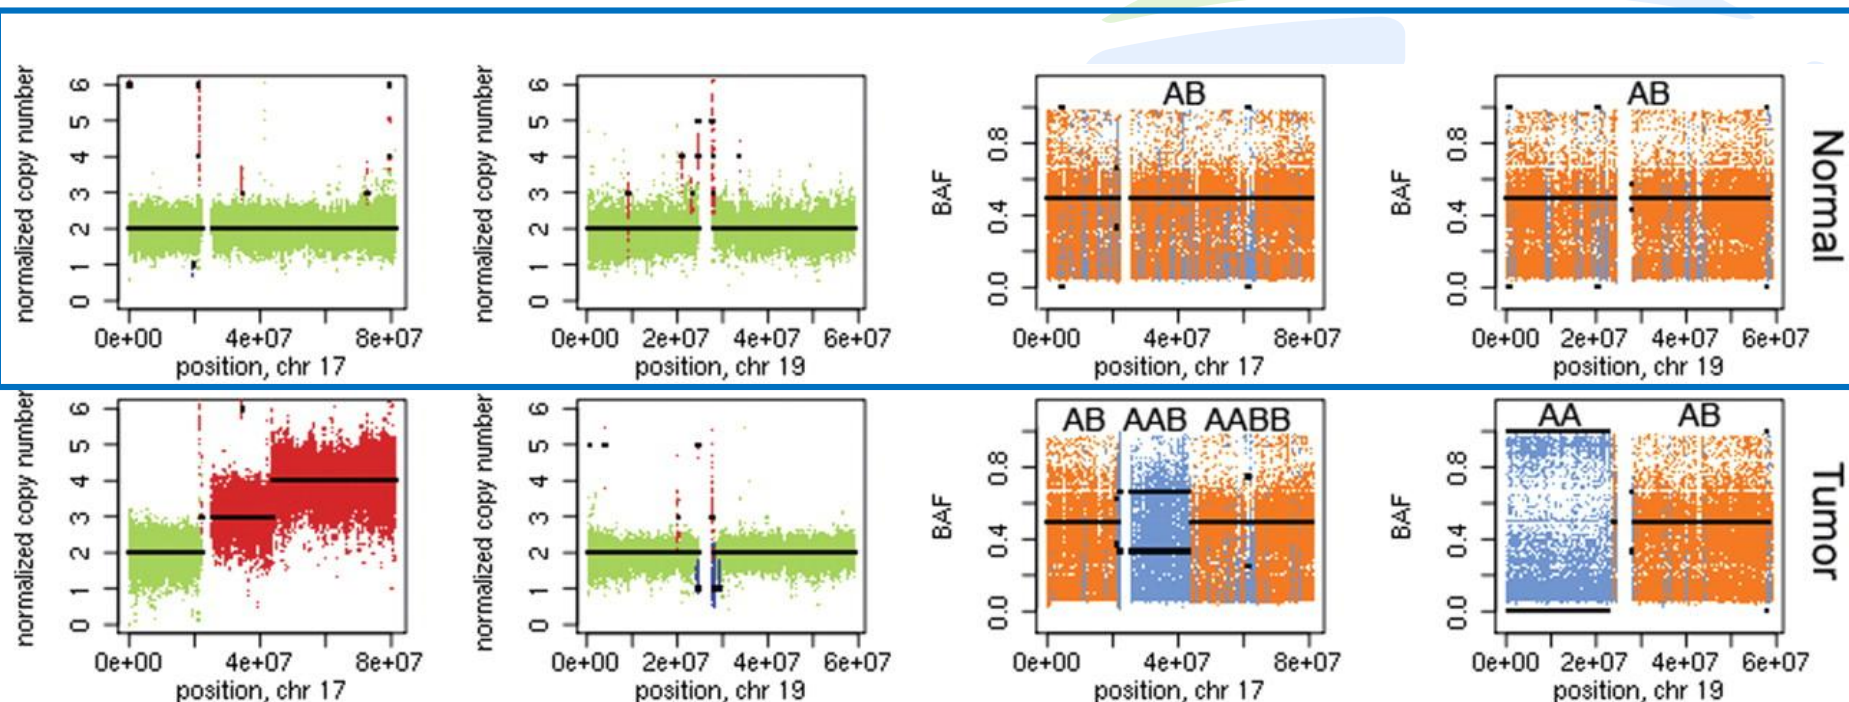 normalized copy number
6
5
4
3
2
1
0
0e+00 4e+07 8e+07
position, chr 17
normalized copy number
6
5
4
3
2
1
0
0e+00 2e+07 4e+07 6e+07
position, chr 19
BAF
AB
0.8
0.4
0.0
0e+00 4e+07 8e+07
position, chr 17
BAF
AB
0.8
0.4
0.0
0e+00 2e+07 4e+07 6e+07
position, chr 19
Normal
normalized copy number
6
5
4
3
2
1
0
0e+00 4e+07 8e+07
position, chr 17
normalized copy number
6
5
4
3
2
1
0
0e+00 2e+07 4e+07 6e+07
position, chr 19
BAF
AB AAB AABB
0.8
0.4
0.0
0e+00 4e+07 8e+07
position, chr 17
BAF
AA AB
0.8
0.4
0.0
0e+00 2e+07 4e+07 6e+07
position, chr 19
Tumor